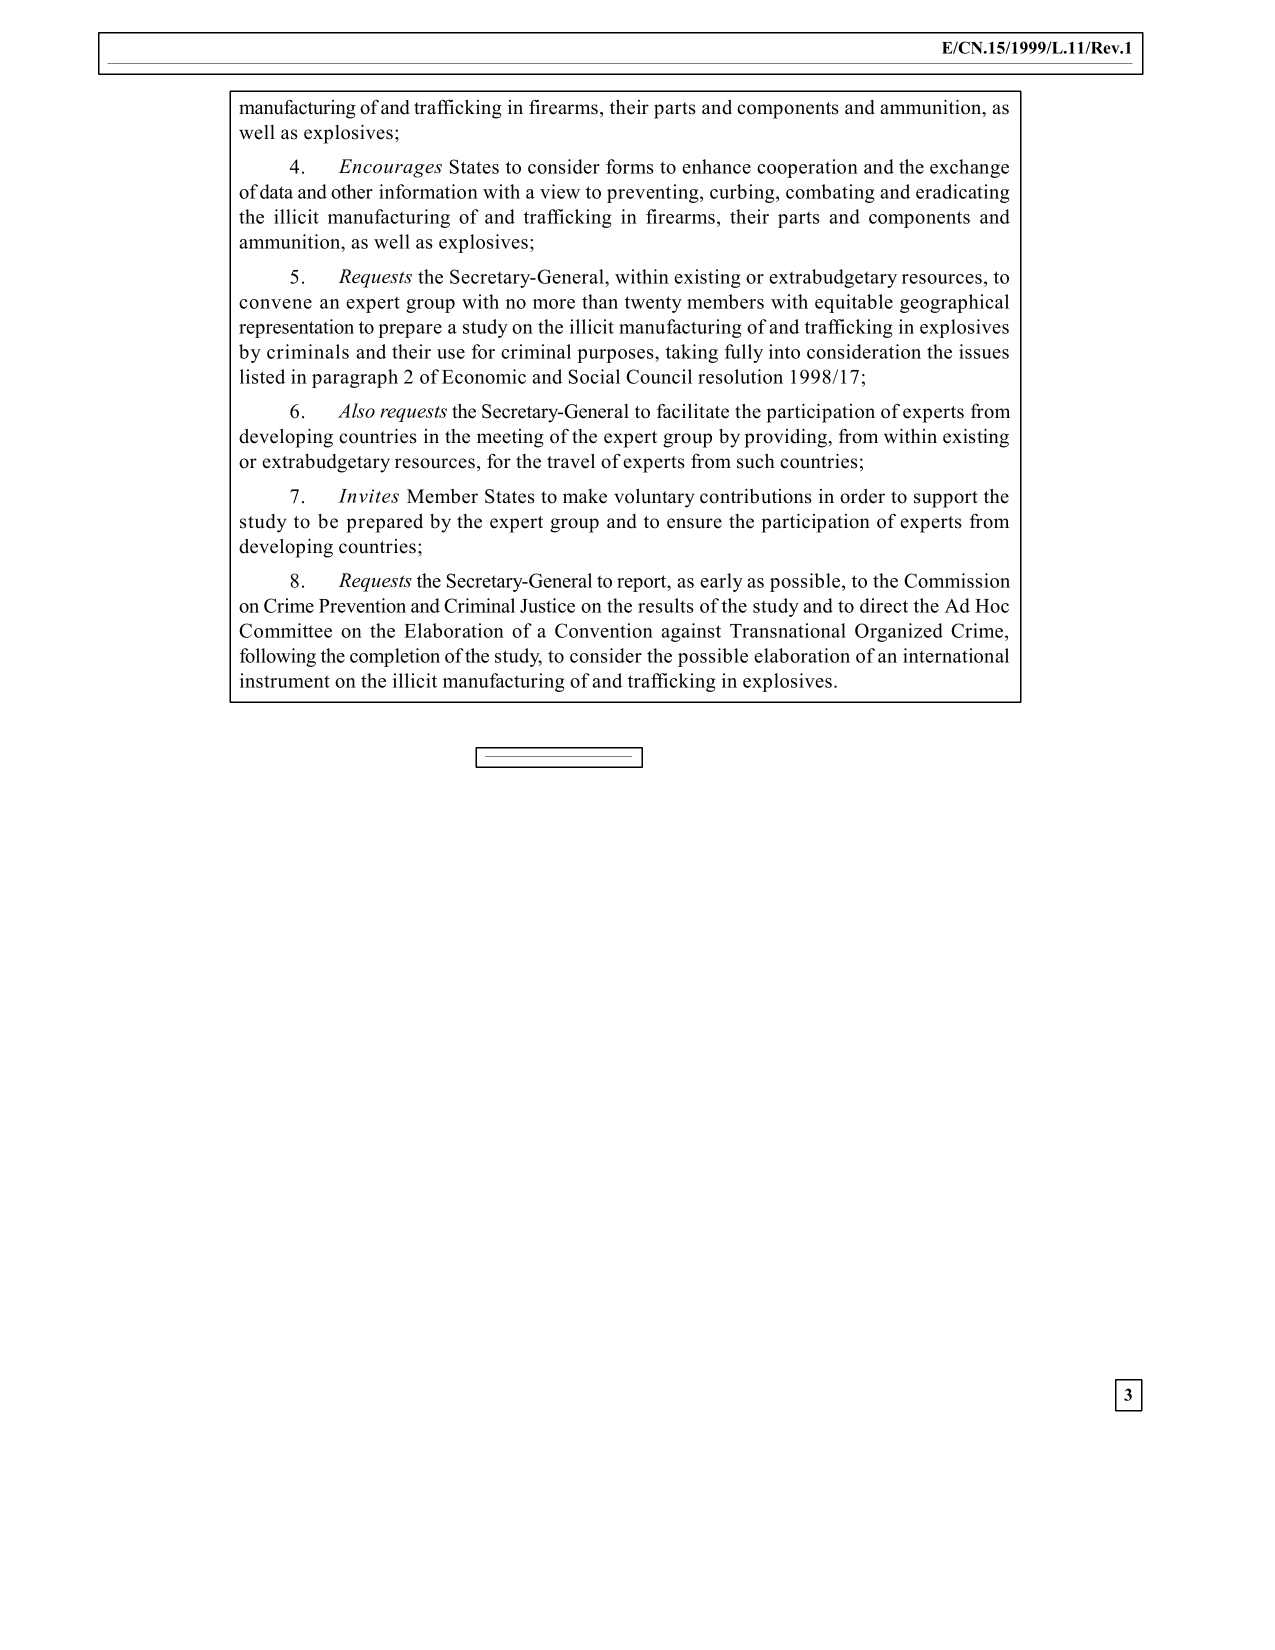 E/CN.15/1999/L.11/Rev.1
manufacturing of and trafficking in firearms, their parts and components and ammunition, as
well as explosives;
4. Encourages States to consider forms to enhance cooperation and the exchange
of data and other information with a view to preventing, curbing, combating and eradicating
the illicit manufacturing of and trafficking in firearms, their parts and components and
ammunition, as well as explosives;
5. Requests the Secretary-General, within existing or extrabudgetary resources, to
convene an expert group with no more than twenty members with equitable geographical
representation to prepare a study on the illicit manufacturing of and trafficking in explosives
by criminals and their use for criminal purposes, taking fully into consideration the issues
listed in paragraph 2 of Economic and Social Council resolution 1998/17;
6. Also requests the Secretary-General to facilitate the participation of experts from
developing countries in the meeting of the expert group by providing, from within existing
or extrabudgetary resources, for the travel of experts from such countries;
7. Invites Member States to make voluntary contributions in order to support the
study to be prepared by the expert group and to ensure the participation of experts from
developing countries;
8. Requests the Secretary-General to report, as early as possible, to the Commission
on Crime Prevention and Criminal Justice on the results of the study and to direct the Ad Hoc
Committee on the Elaboration of a Convention against Transnational Organized Crime,
following the completion of the study, to consider the possible elaboration of an international
instrument on the illicit manufacturing of and trafficking in explosives.
3